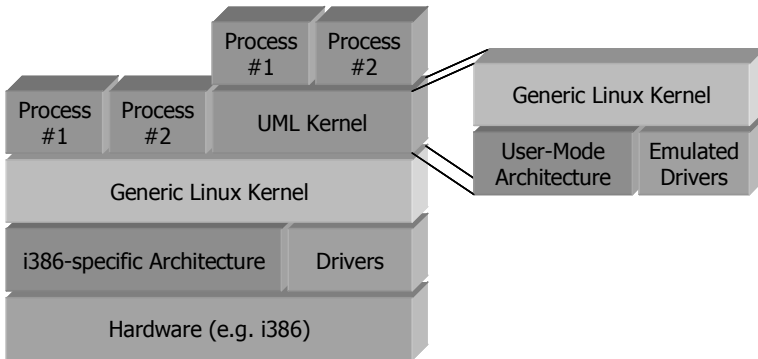 Process
#1
Process
#2
Process
#1
Process
#2
UML Kernel
Generic Linux Kernel
i386-specific Architecture
Drivers
Hardware (e.g. i386)
Generic Linux Kernel
User-Mode
Architecture
Emulated
Drivers